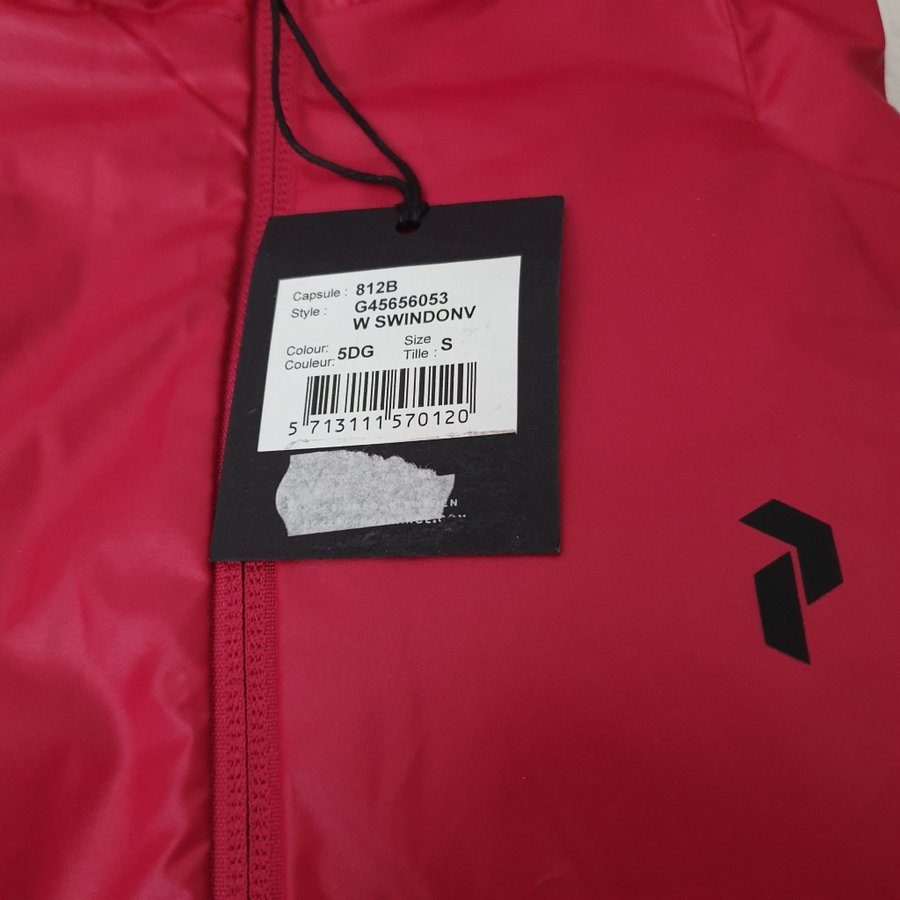 Capsule : 812B
Style : G45656053
W SWINDONV
Colour: 5DG Size S
Couleur: Tille :
5 713111 570120